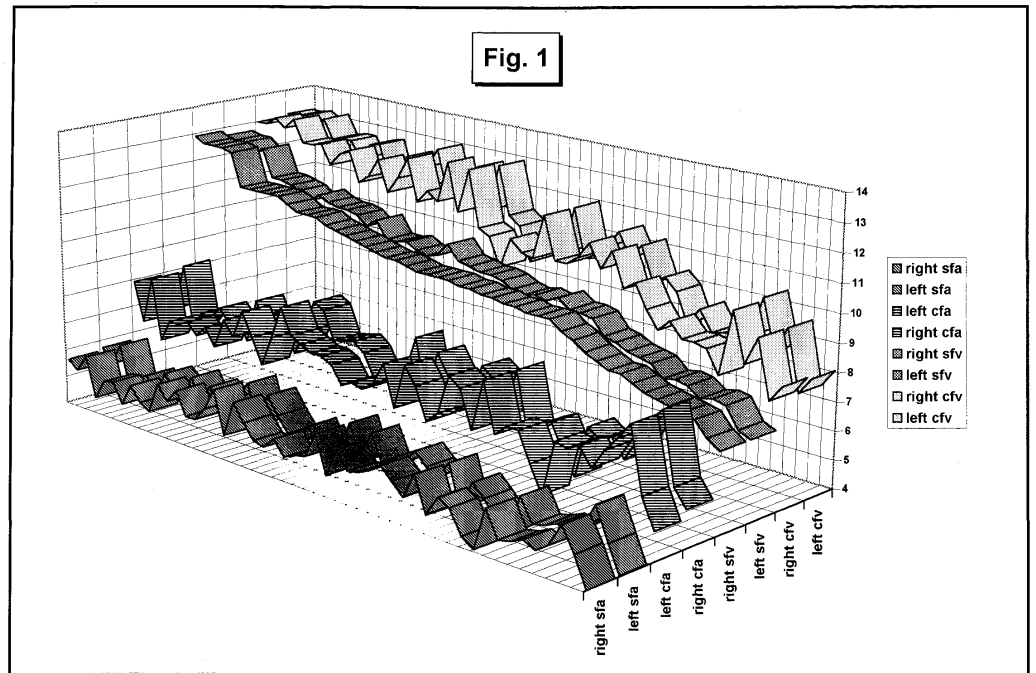 Fig. 1
14
13
12
11
10
9
8
7
6
5
4
right sfa
left sfa
left cfa
right cfa
right sfv
left sfv
right cfv
left cfv
right sfa
left sfa
left cfa
right cfa
right sfv
left sfv
right cfv
left cfv